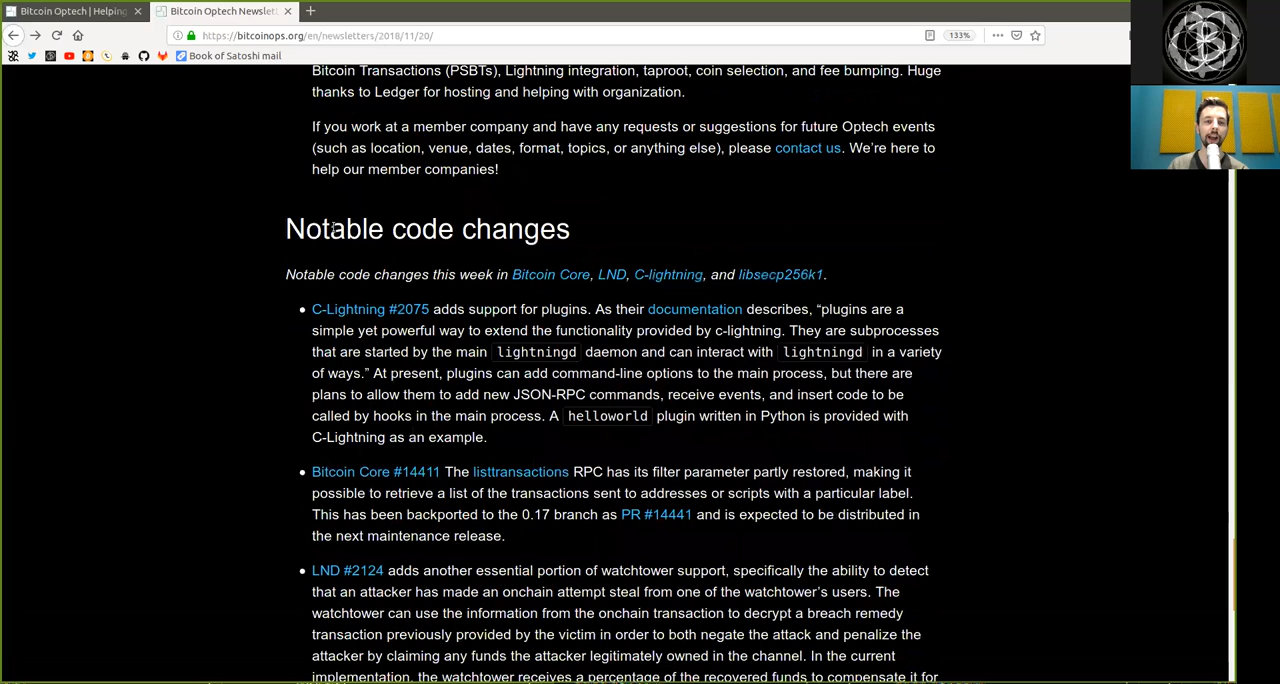 Bitcoin Optech | Helping
Bitcoin Optech Newslett
https://bitcoinops.org/en/newsletters/2018/11/20/
133%
Book of Satoshi mail
Bitcoin Transactions (PSBTs), Lightning integration, taproot, coin selection, and fee bumping. Huge
thanks to Ledger for hosting and helping with organization.
If you work at a member company and have any requests or suggestions for future Optech events
(such as location, venue, dates, format, topics, or anything else), please contact us. We’re here to
help our member companies!
Notable code changes
Notable code changes this week in Bitcoin Core, LND, C-lightning, and libsecp256k1.
• C-Lightning #2075 adds support for plugins. As their documentation describes, “plugins are a
simple yet powerful way to extend the functionality provided by c-lightning. They are subprocesses
that are started by the main lightningd daemon and can interact with lightningd in a variety
of ways.” At present, plugins can add command-line options to the main process, but there are
plans to allow them to add new JSON-RPC commands, receive events, and insert code to be
called by hooks in the main process. A helloworld plugin written in Python is provided with
C-Lightning as an example.
• Bitcoin Core #14411 The listtransactions RPC has its filter parameter partly restored, making it
possible to retrieve a list of the transactions sent to addresses or scripts with a particular label.
This has been backported to the 0.17 branch as PR #14441 and is expected to be distributed in
the next maintenance release.
• LND #2124 adds another essential portion of watchtower support, specifically the ability to detect
that an attacker has made an onchain attempt steal from one of the watchtower’s users. The
watchtower can use the information from the onchain transaction to decrypt a breach remedy
transaction previously provided by the victim in order to both negate the attack and penalize the
attacker by claiming any funds the attacker legitimately owned in the channel. In the current
implementation, the watchtower receives a percentage of the recovered funds to compensate it for